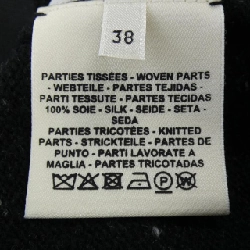 38
PARTIES TISSÉES - WOVEN PARTS
- WEBTEILE - PARTES TEJIDAS -
PARTI TESSUTE - PARTES TECIDAS
100% SOIE - SILK - SEIDE - SETA -
SEDA
PARTIES TRICOTÉES - KNITTED
PARTS - STRICKTEILE - PARTES DE
PUNTO - PARTI LAVORATE A
MAGLIA - PARTES TRICOTADAS
P W